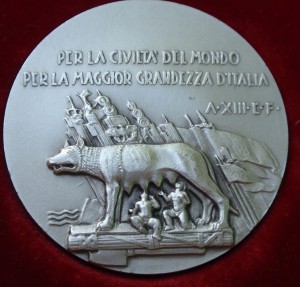 PER LA CIVILTA' DEL MONDO
PER LA MAGGIOR GRANDEZZA D'ITALIA
A·XIII·E·F·